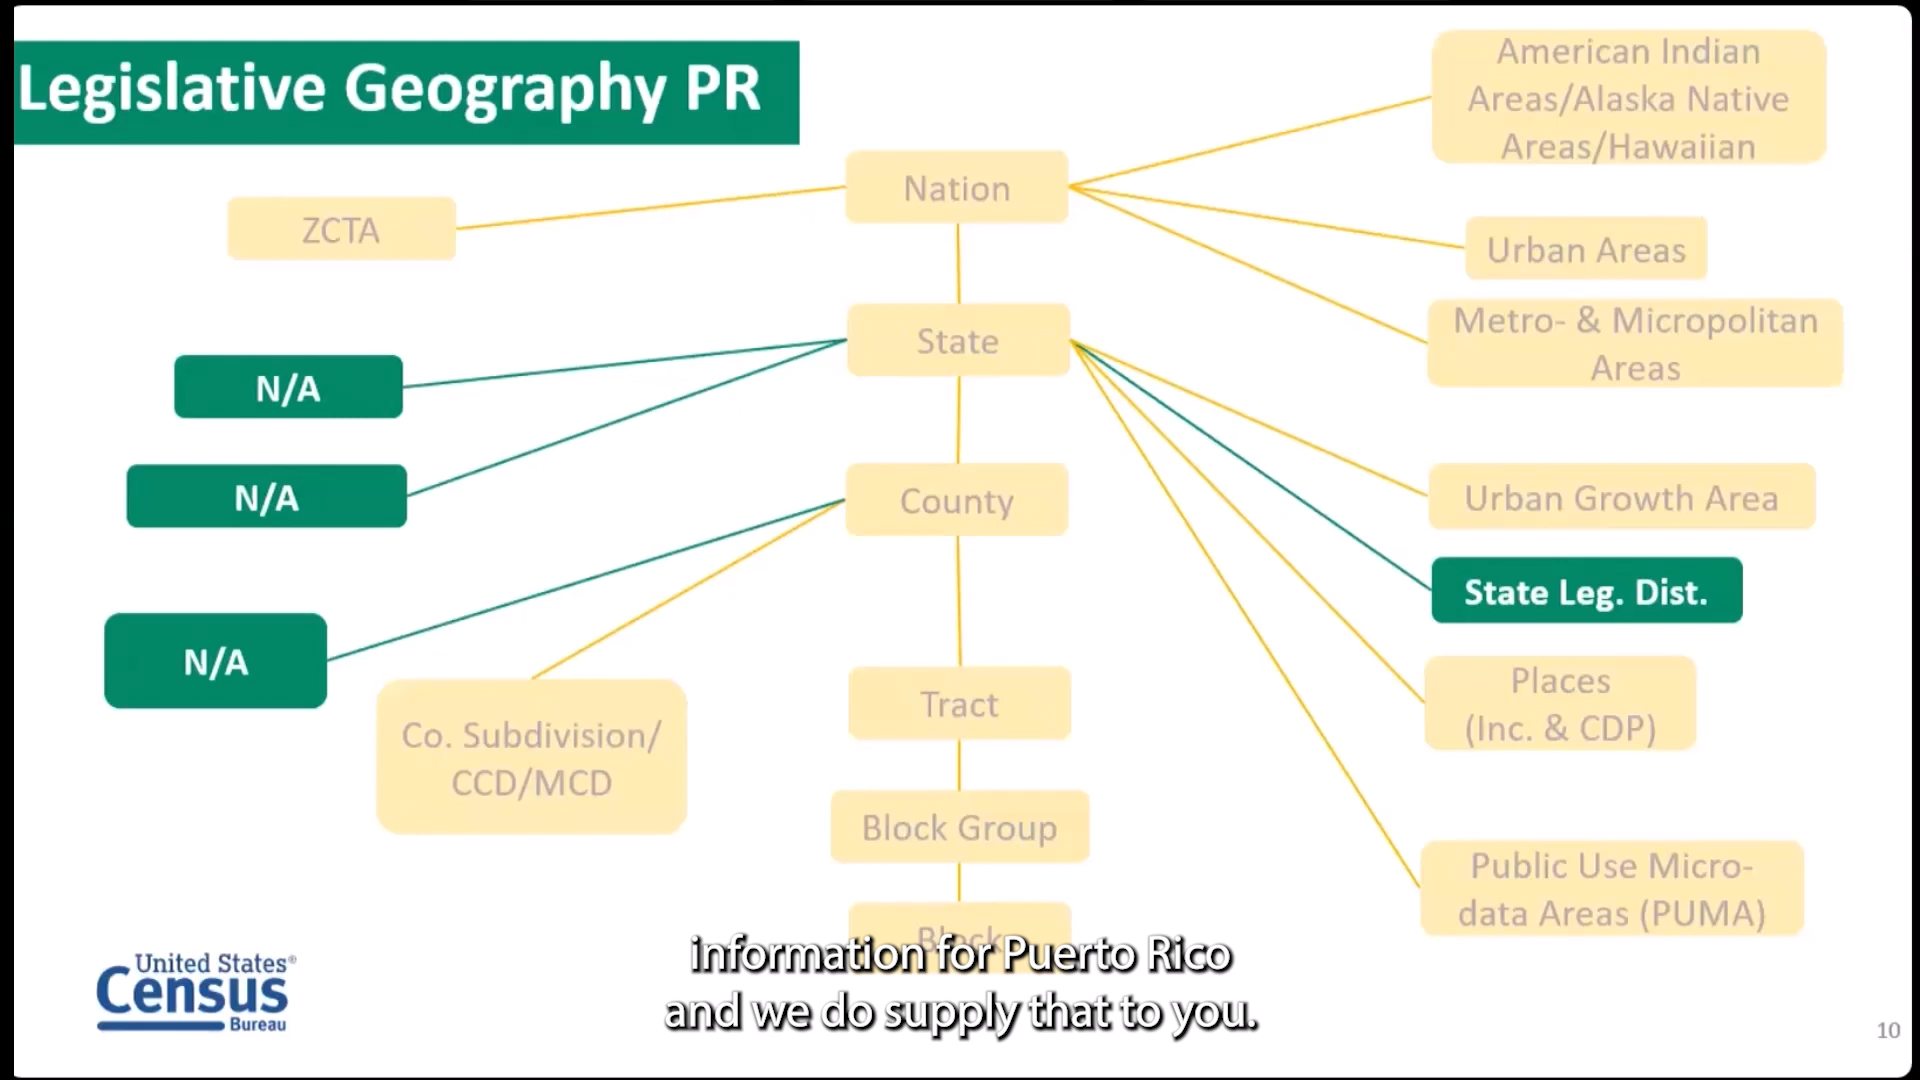 Legislative Geography PR
American Indian
Areas/Alaska Native
Areas/Hawaiian
Nation
ZCTA
Urban Areas
Metro- & Micropolitan
Areas
State
N/A
N/A
County
Urban Growth Area
State Leg. Dist.
N/A
Co. Subdivision/
CCD/MCD
Tract
Places
(Inc. & CDP)
Block Group
Public Use Micro-
data Areas (PUMA)
Block
information for Puerto Rico
and we do supply that to you.
United States®
Census
Bureau
10